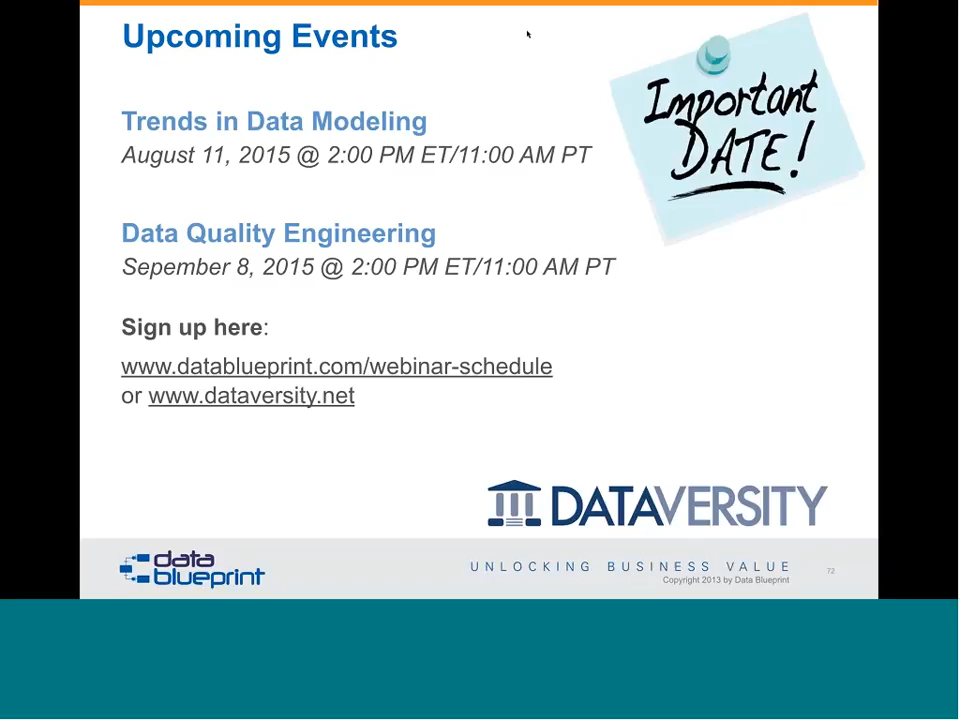 Upcoming Events
Important
DATE!
Trends in Data Modeling
August 11, 2015 @ 2:00 PM ET/11:00 AM PT
Data Quality Engineering
Sepember 8, 2015 @ 2:00 PM ET/11:00 AM PT
Sign up here:
www.datablueprint.com/webinar-schedule
or www.dataversity.net
DATAVERSITY
data
blueprint
UNLOCKING BUSINESS VALUE
Copyright 2013 by Data Blueprint
72